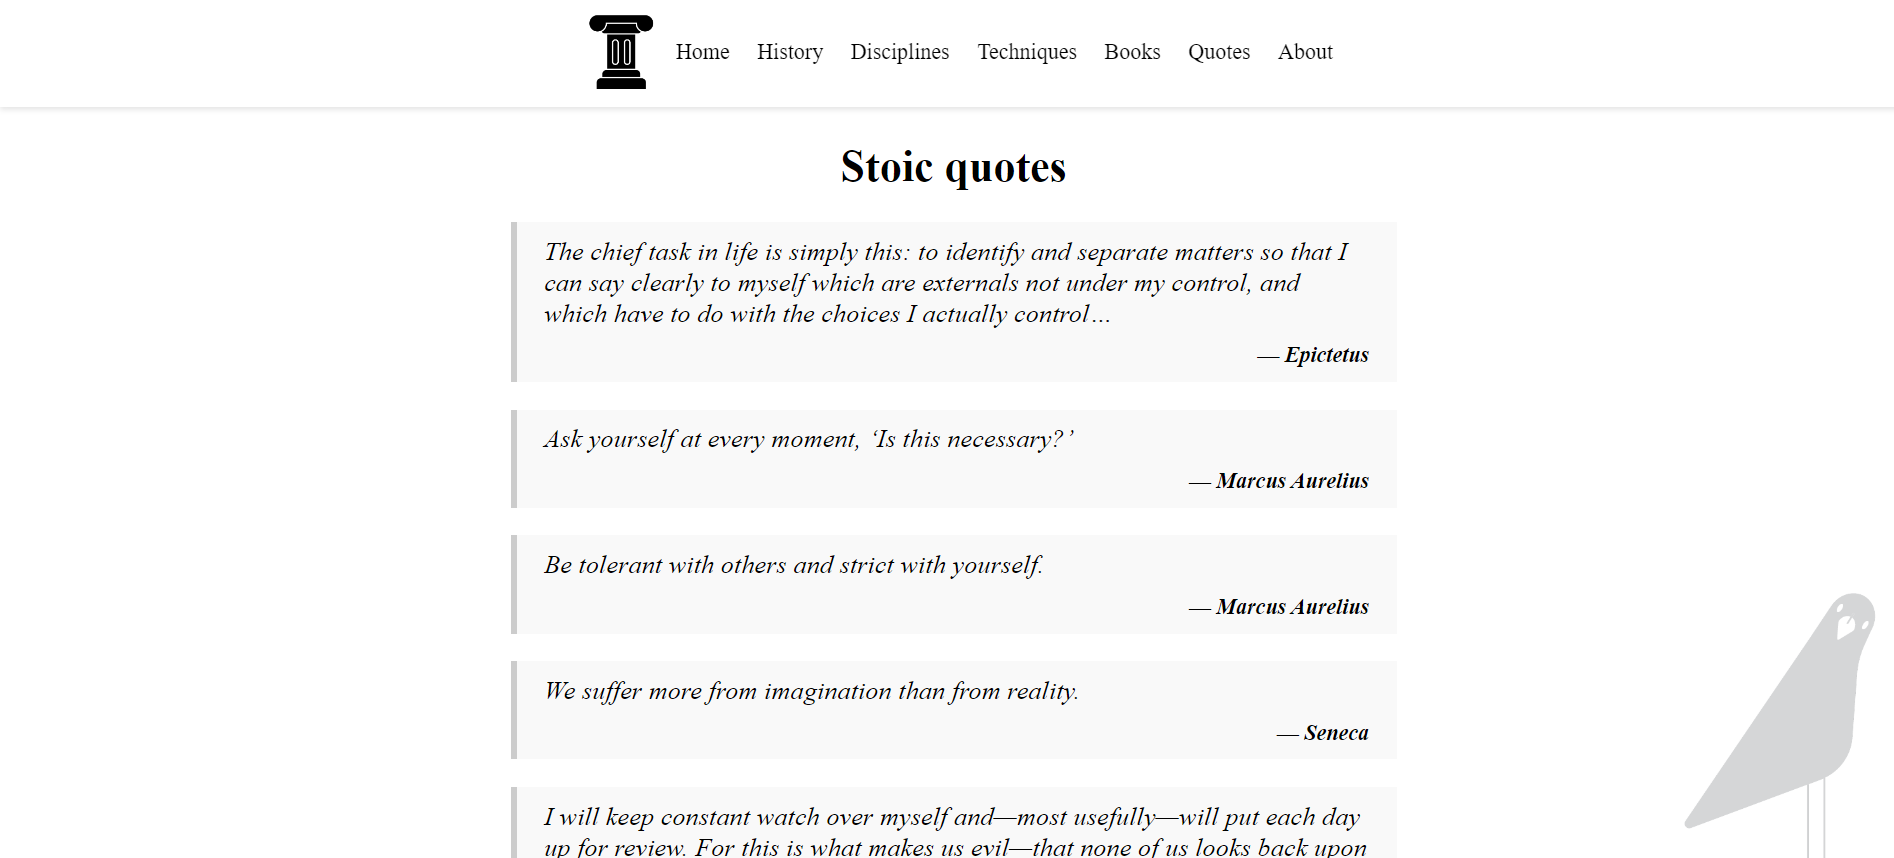 Home History Disciplines Techniques Books Quotes About
Stoic quotes
The chief task in life is simply this: to identify and separate matters so that I
can say clearly to myself which are externals not under my control, and
which have to do with the choices I actually control…
— Epictetus
Ask yourself at every moment, ‘Is this necessary?’
— Marcus Aurelius
Be tolerant with others and strict with yourself.
— Marcus Aurelius
We suffer more from imagination than from reality.
— Seneca
I will keep constant watch over myself and—most usefully—will put each day
up for review. For this is what makes us evil—that none of us looks back upon